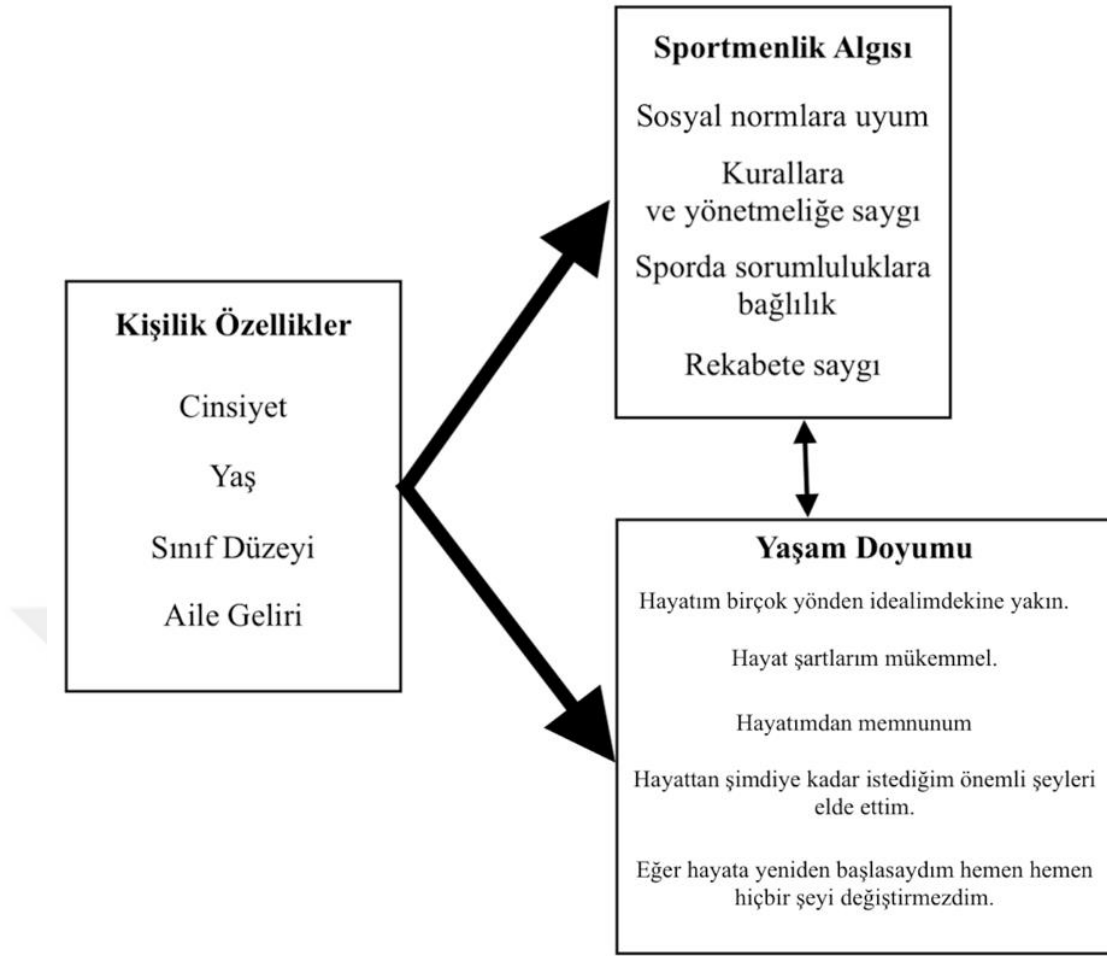 Kişilik Özellikler
Cinsiyet
Yaş
Sınıf Düzeyi
Aile Geliri
Sportmenlik Algısı
Sosyal normlara uyum
Kurallara
ve yönetmeliğe saygı
Sporda sorumluluklara
bağlılık
Rekabete saygı
Yaşam Doyumu
Hayatım birçok yönden idealimdekine yakın.
Hayat şartlarım mükemmel.
Hayatımdan memnunum
Hayattan şimdiye kadar istediğim önemli şeyleri
elde ettim.
Eğer hayata yeniden başlasaydım hemen hemen
hiçbir şeyi değiştirmezdim.